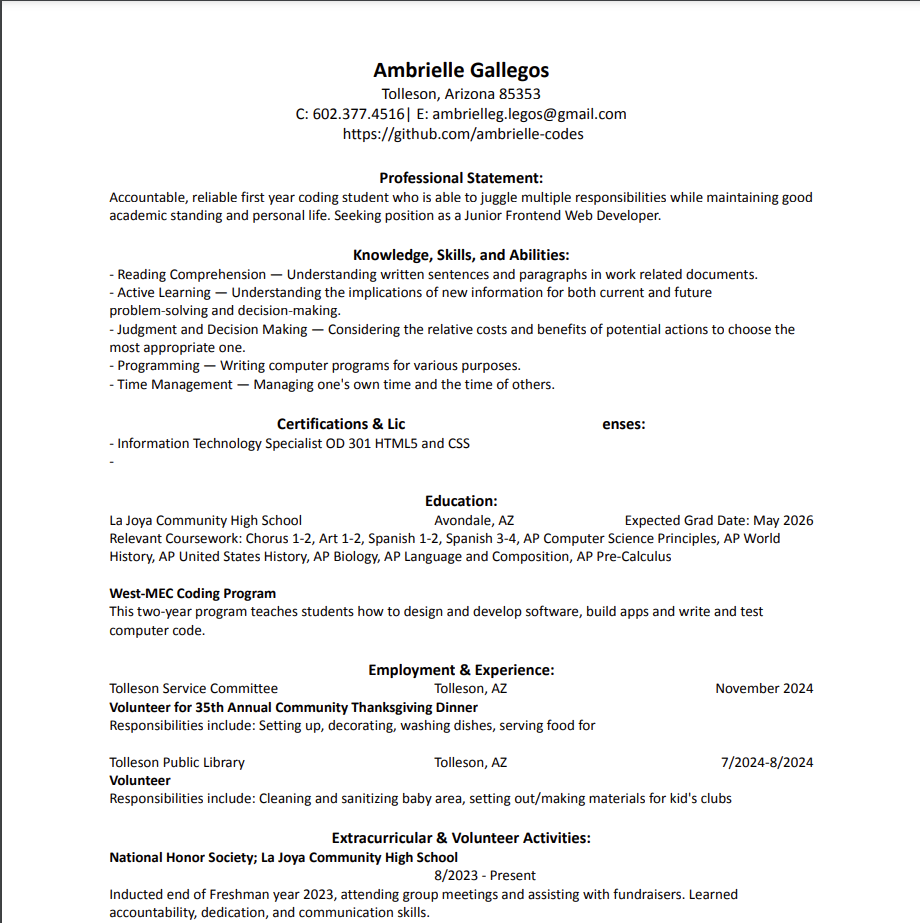 Ambrielle Gallegos
Tolleson, Arizona 85353
C: 602.377.4516| E: ambrielleg.legos@gmail.com
https://github.com/ambrielle-codes
Professional Statement:
Accountable, reliable first year coding student who is able to juggle multiple responsibilities while maintaining good
academic standing and personal life. Seeking position as a Junior Frontend Web Developer.
Knowledge, Skills, and Abilities:
- Reading Comprehension — Understanding written sentences and paragraphs in work related documents.
- Active Learning — Understanding the implications of new information for both current and future
problem-solving and decision-making.
- Judgment and Decision Making — Considering the relative costs and benefits of potential actions to choose the
most appropriate one.
- Programming — Writing computer programs for various purposes.
- Time Management — Managing one's own time and the time of others.
Certifications & Lic enses:
- Information Technology Specialist OD 301 HTML5 and CSS
-
Education:
La Joya Community High School Avondale, AZ Expected Grad Date: May 2026
Relevant Coursework: Chorus 1-2, Art 1-2, Spanish 1-2, Spanish 3-4, AP Computer Science Principles, AP World
History, AP United States History, AP Biology, AP Language and Composition, AP Pre-Calculus
West-MEC Coding Program
This two-year program teaches students how to design and develop software, build apps and write and test
computer code.
Employment & Experience:
Tolleson Service Committee Tolleson, AZ November 2024
Volunteer for 35th Annual Community Thanksgiving Dinner
Responsibilities include: Setting up, decorating, washing dishes, serving food for
Tolleson Public Library Tolleson, AZ 7/2024-8/2024
Volunteer
Responsibilities include: Cleaning and sanitizing baby area, setting out/making materials for kid's clubs
Extracurricular & Volunteer Activities:
National Honor Society; La Joya Community High School
8/2023 - Present
Inducted end of Freshman year 2023, attending group meetings and assisting with fundraisers. Learned
accountability, dedication, and communication skills.